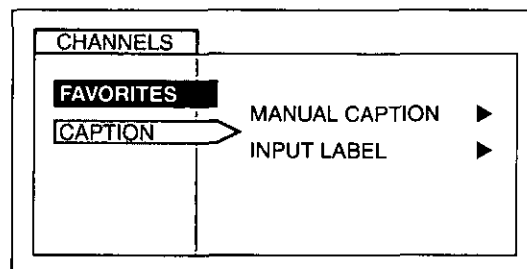 CHANNELS
FAVORITES
CAPTION
MANUAL CAPTION
INPUT LABEL